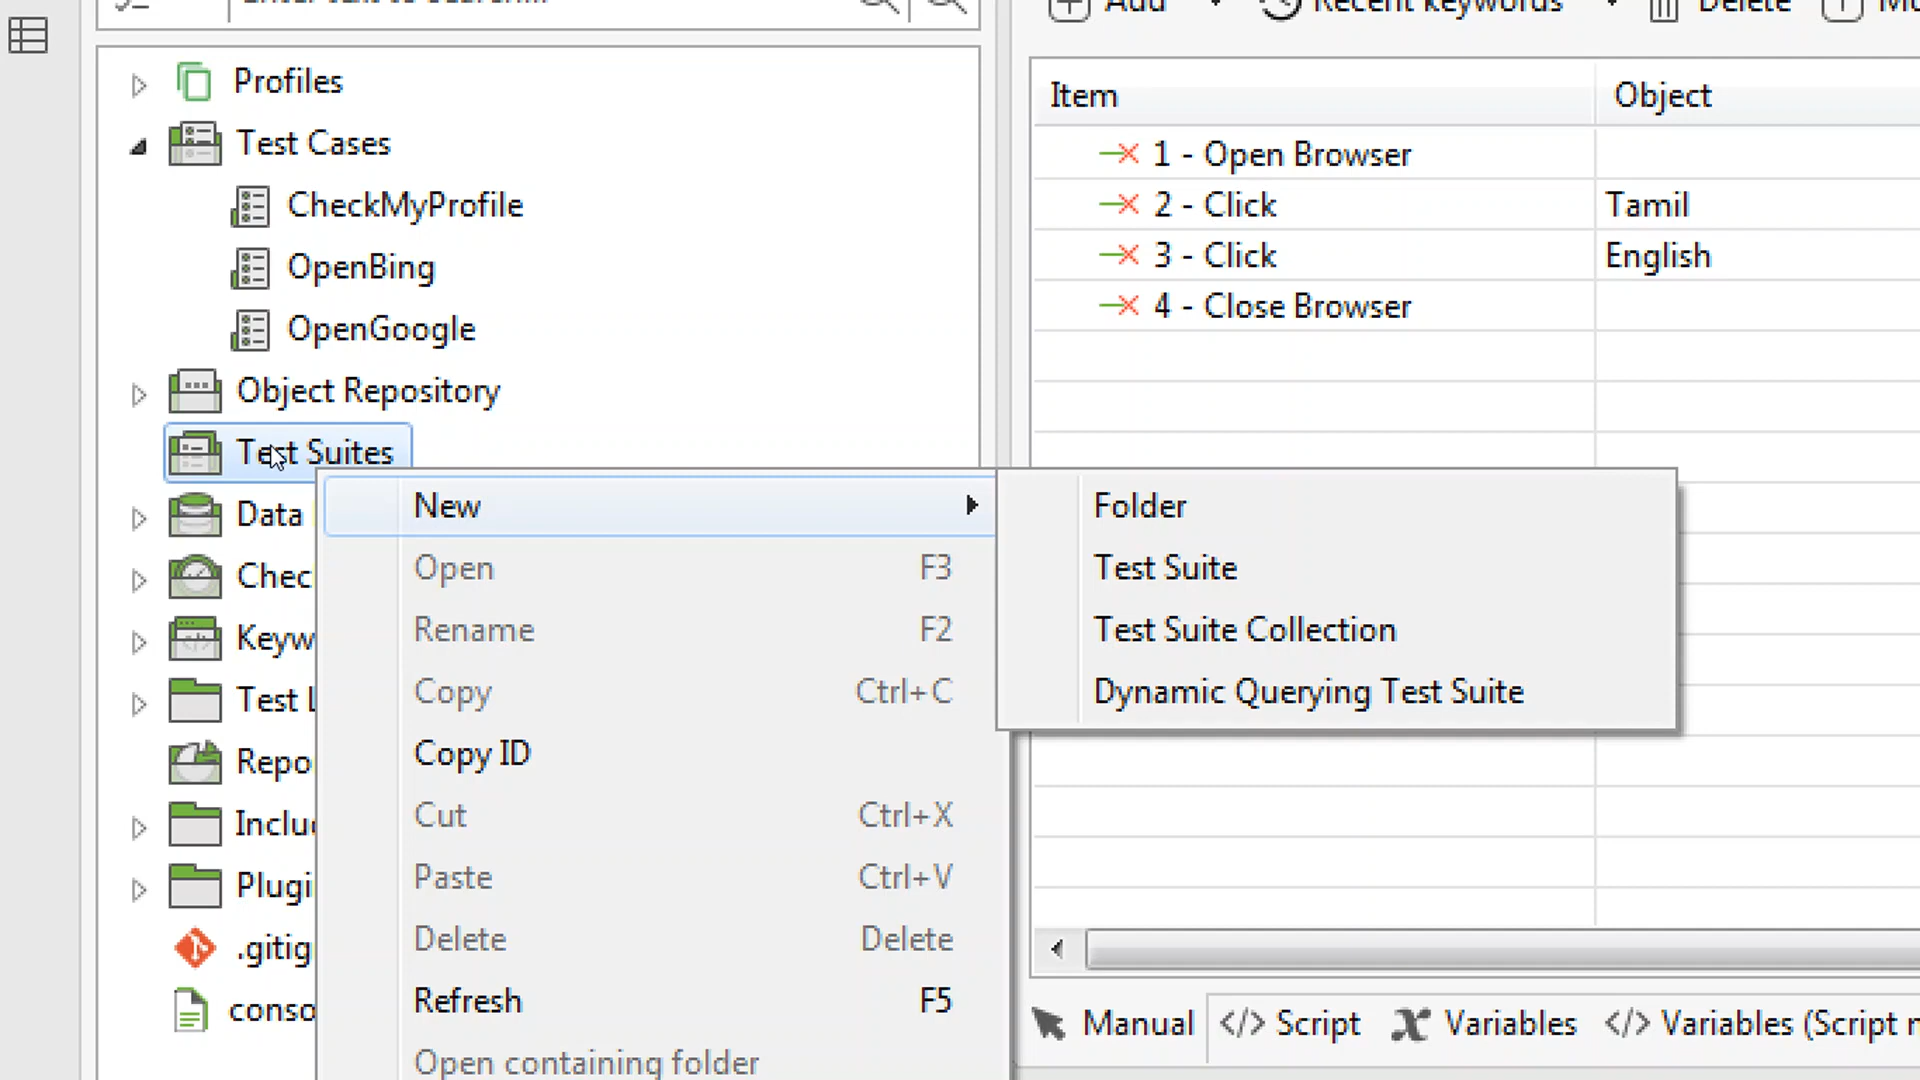 Add
Recent keywords
Delete
Profiles
Test Cases
CheckMyProfile
OpenBing
OpenGoogle
Object Repository
Test Suites
Data
Chec
Keyw
Test L
Repo
Inclu
Plugi
.gitig
conso
New
Open F3
Rename F2
Copy Ctrl+C
Copy ID
Cut Ctrl+X
Paste Ctrl+V
Delete Delete
Refresh F5
Open containing folder
Folder
Test Suite
Test Suite Collection
Dynamic Querying Test Suite
Item Object
1 - Open Browser
2 - Click Tamil
3 - Click English
4 - Close Browser
Manual
Script
Variables
Variables (Script